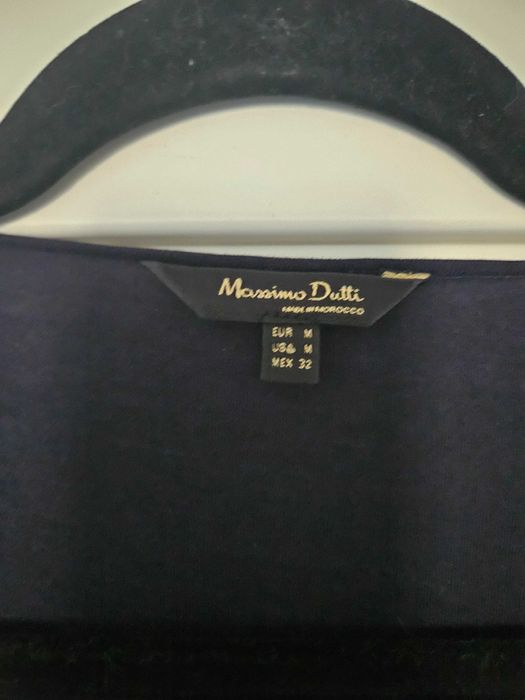 Massimo Dutti
MADE IN MOROCCO
EUR M
USA M
MEX 32